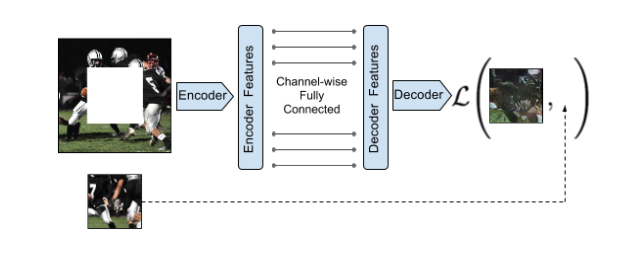 Encoder
Encoder Features
Channel-wise
Fully
Connected
Decoder Features
Decoder
ℒ ( , )